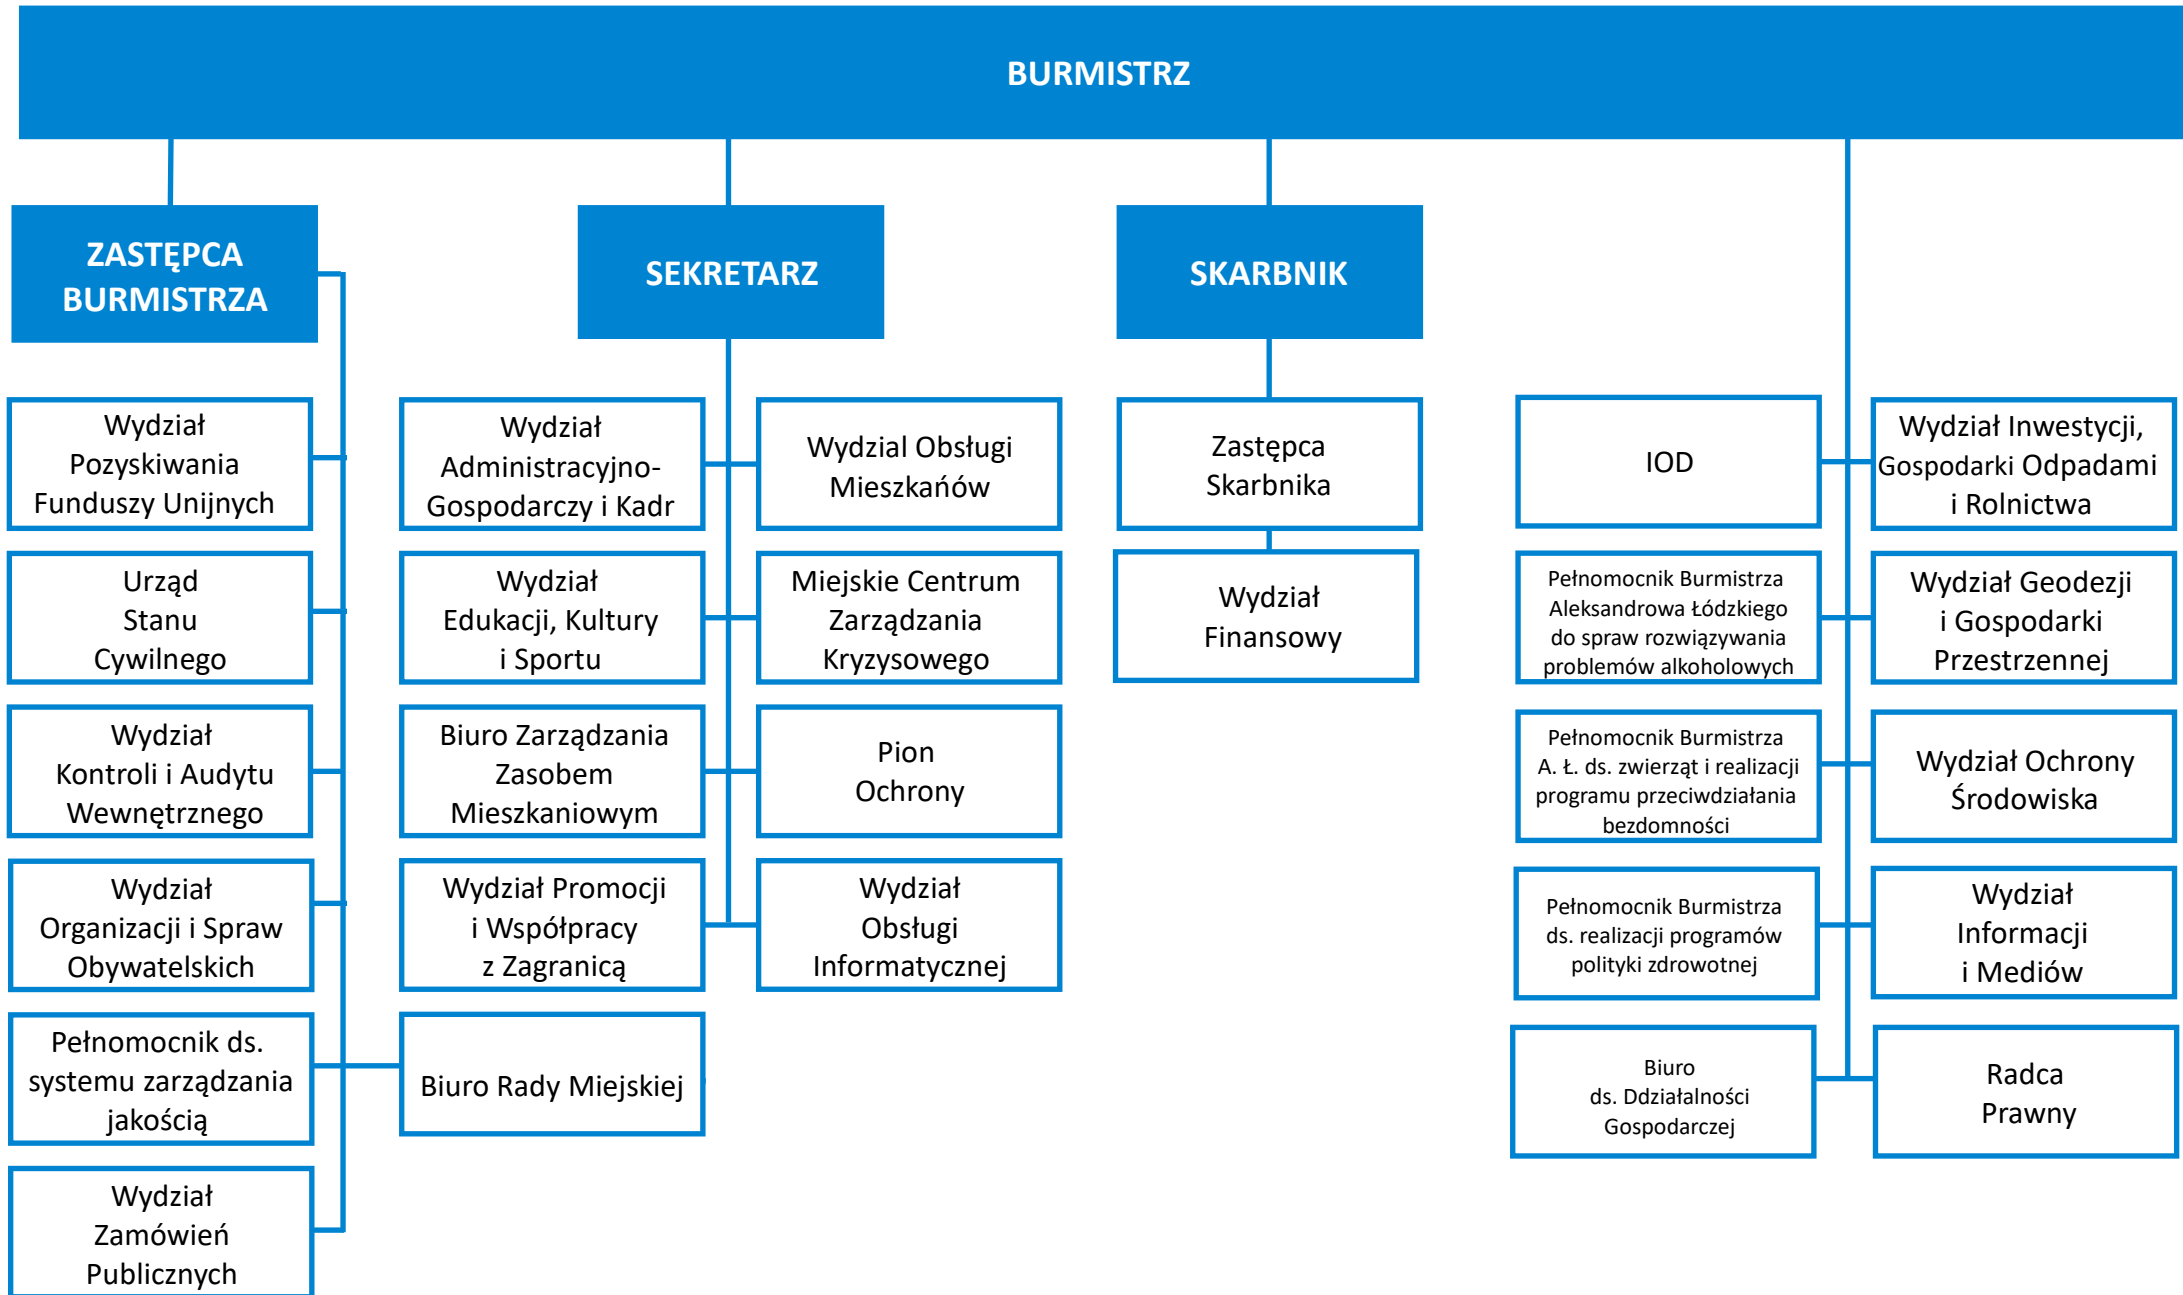 BURMISTRZ
ZASTĘPCA
BURMISTRZA
SEKRETARZ
SKARBNIK
Wydział
Pozyskiwania
Funduszy Unijnych
Urząd
Stanu
Cywilnego
Wydział
Kontroli i Audytu
Wewnętrznego
Wydział
Organizacji i Spraw
Obywatelskich
Pełnomocnik ds.
systemu zarządzania
jakością
Wydział
Zamówień
Publicznych
Wydział
Administracyjno-
Gospodarczy i Kadr
Wydział
Edukacji, Kultury
i Sportu
Biuro Zarządzania
Zasobem
Mieszkaniowym
Wydział Promocji
i Współpracy
z Zagranicą
Biuro Rady Miejskiej
Wydzial Obsługi
Mieszkańów
Miejskie Centrum
Zarządzania
Kryzysowego
Pion
Ochrony
Wydział
Obsługi
Informatycznej
Zastępca
Skarbnika
Wydział
Finansowy
IOD
Pełnomocnik Burmistrza
Aleksandrowa Łódzkiego
do spraw rozwiązywania
problemów alkoholowych
Pełnomocnik Burmistrza
A. Ł. ds. zwierząt i realizacji
programu przeciwdziałania
bezdomności
Pełnomocnik Burmistrza
ds. realizacji programów
polityki zdrowotnej
Biuro
ds. Ddziałalności
Gospodarczej
Wydział Inwestycji,
Gospodarki Odpadami
i Rolnictwa
Wydział Geodezji
i Gospodarki
Przestrzennej
Wydział Ochrony
Środowiska
Wydział
Informacji
i Mediów
Radca
Prawny